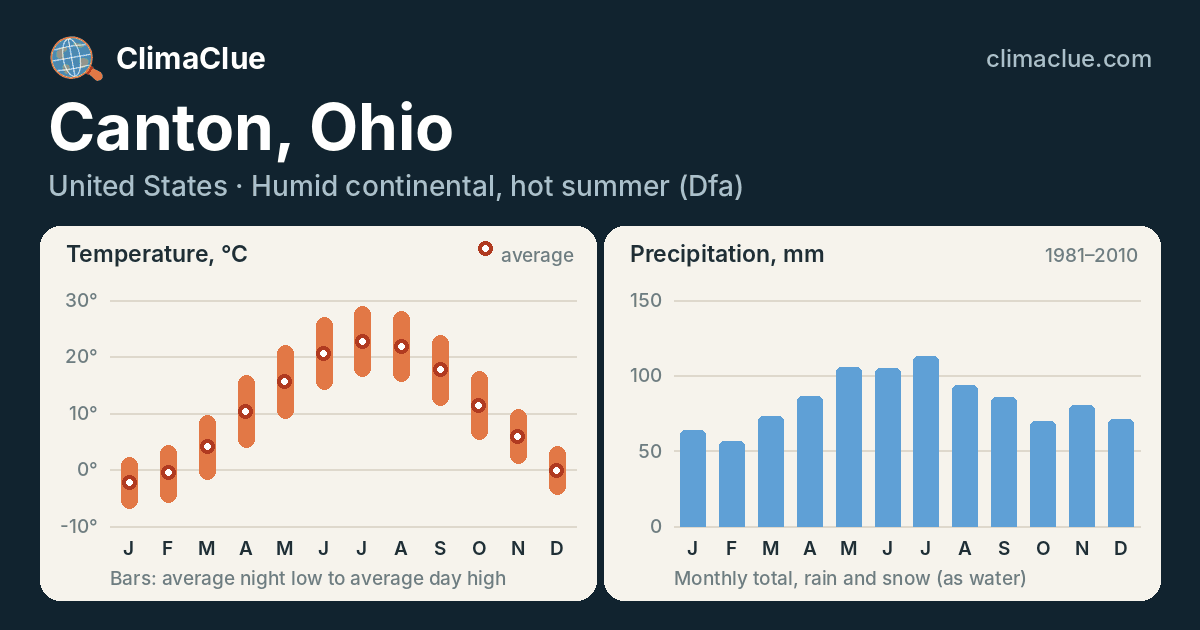 ClimaClue
climaclue.com
Canton, Ohio
United States · Humid continental, hot summer (Dfa)
Temperature, °C
average
30°
20°
10°
0°
-10°
J F M A M J J A S O N D
Bars: average night low to average day high
Precipitation, mm
1981–2010
150
100
50
0
J F M A M J J A S O N D
Monthly total, rain and snow (as water)